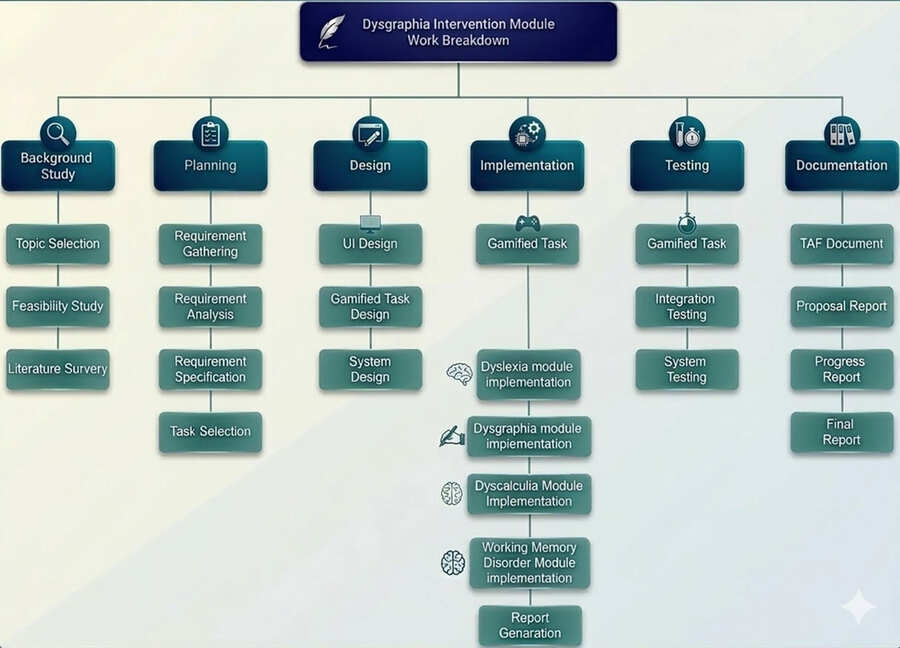 Dysgraphia Intervention Module
Work Breakdown
Background
Study
Planning
Design
Implementation
Testing
Documentation
Topic Selection
Feasibility Study
Literature Survery
Requirement
Gathering
Requirement
Analysis
Requirement
Specification
Task Selection
UI Design
Gamified Task
Design
System
Design
Gamified Task
Dyslexia module
implementation
Dysgraphia module
impiementation
Dyscalculia Module
Implementation
Working Memory
Disorder Module
implementation
Report
Genaration
Gamified Task
Integration
Testing
System
Testing
TAF Document
Proposal Report
Progress
Report
Final
Report